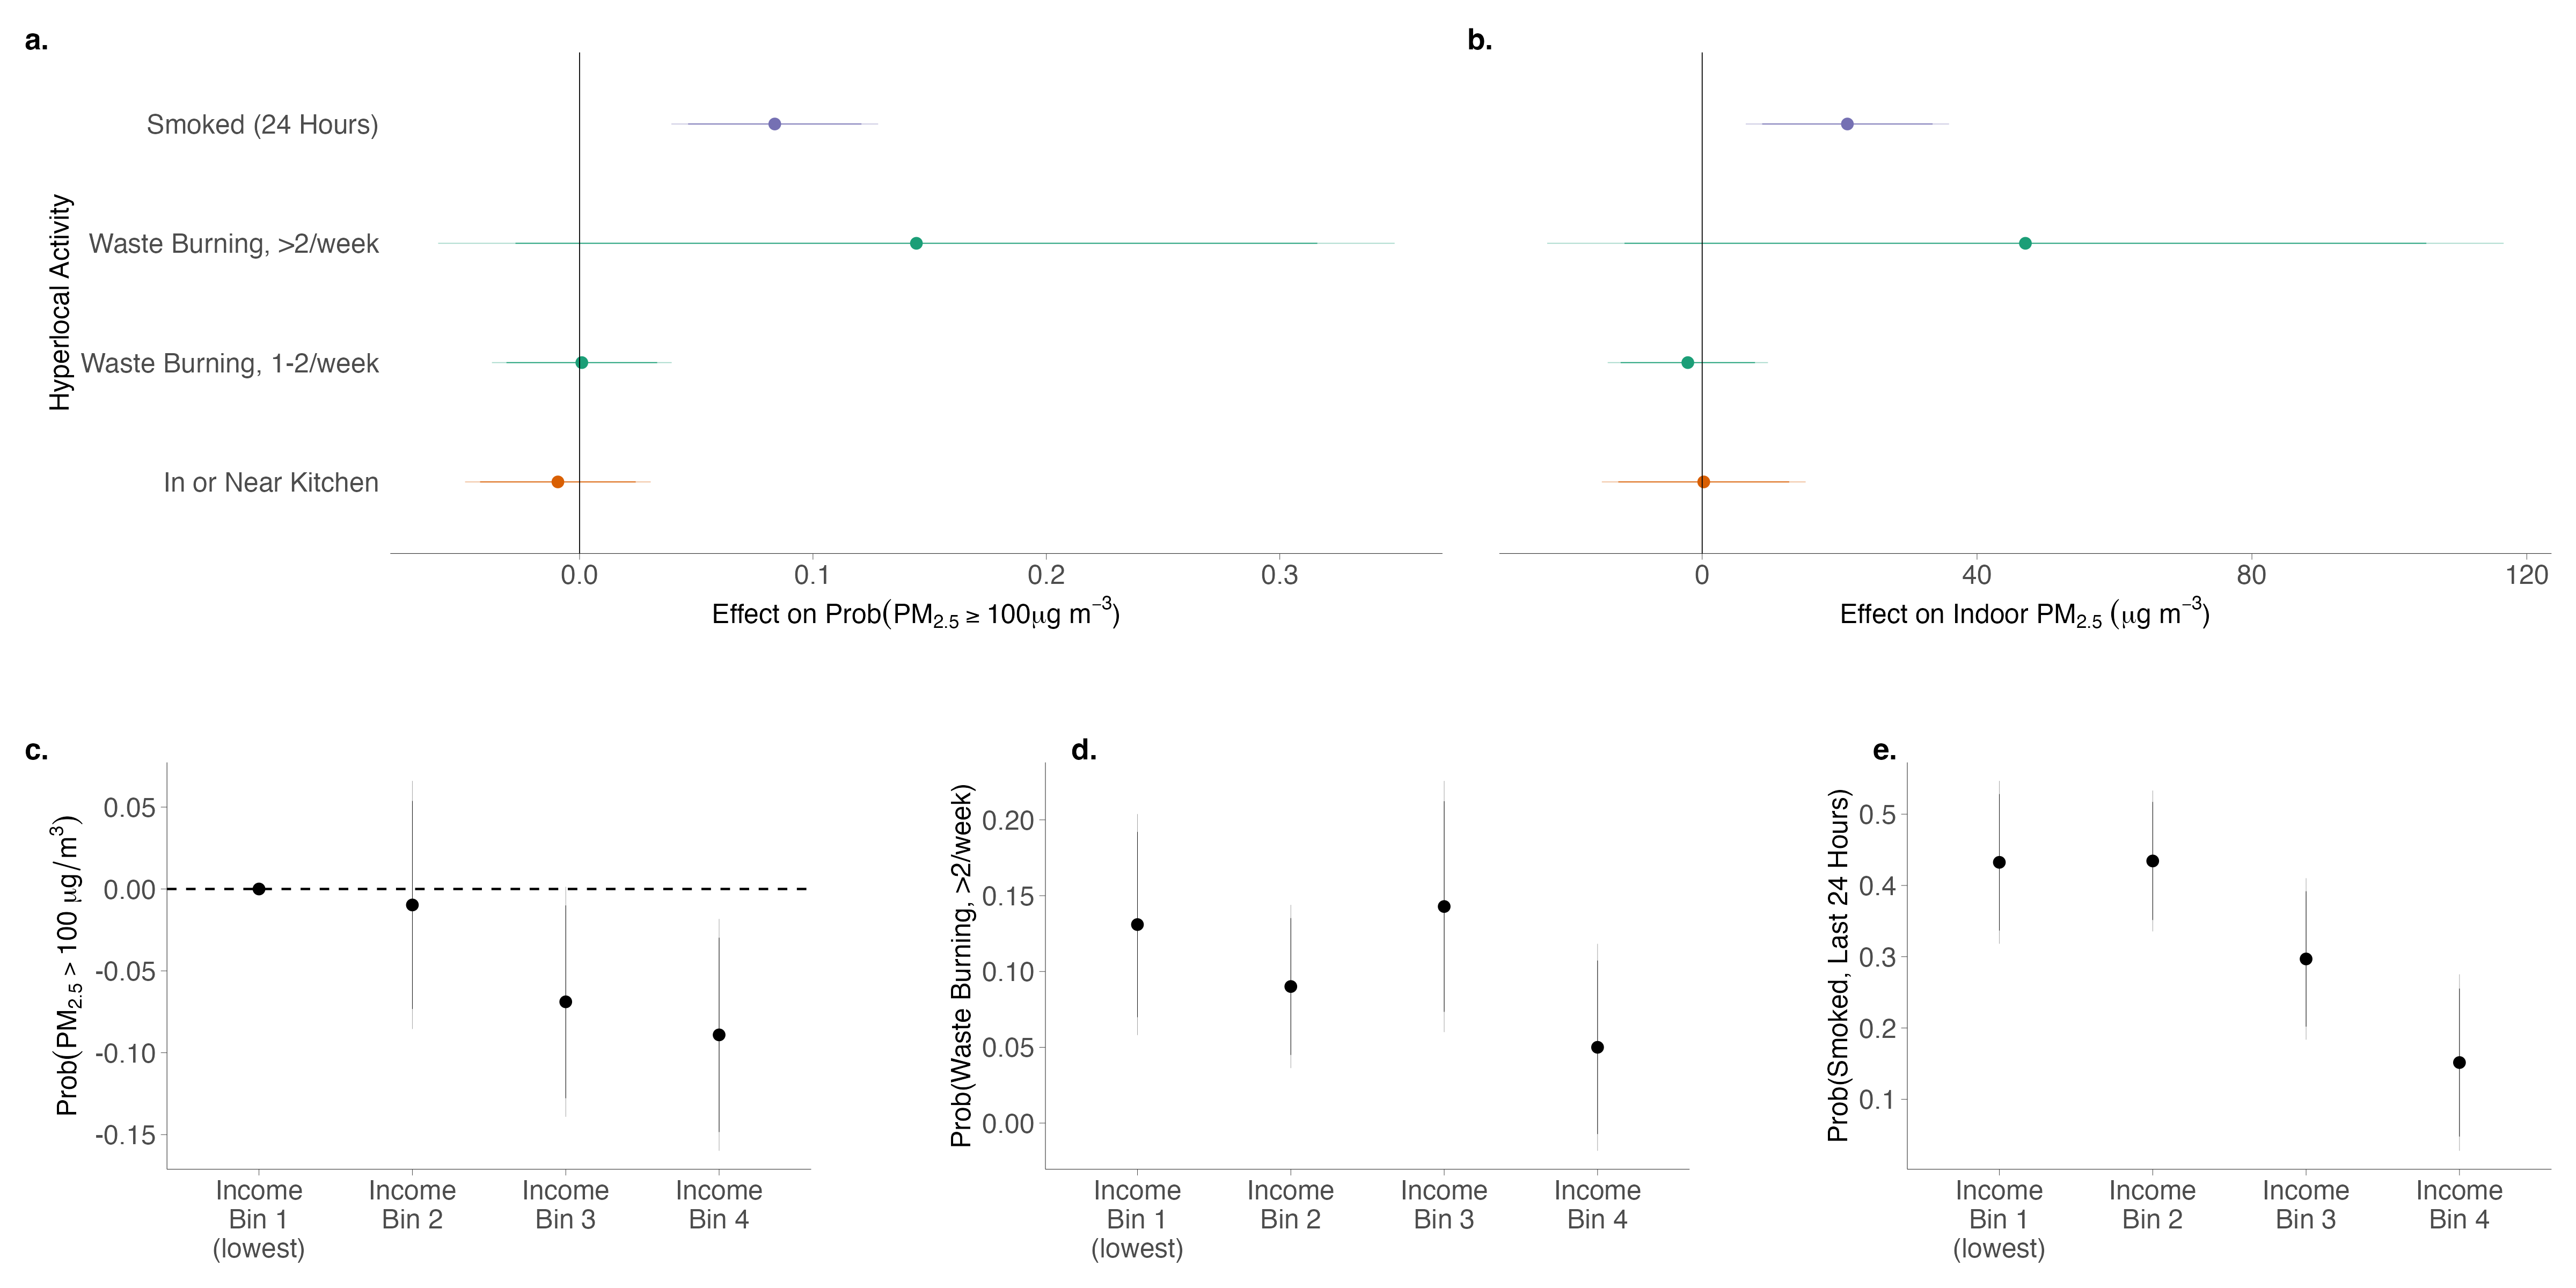 a.
Hyperlocal Activity
Smoked (24 Hours)
Waste Burning, >2/week
Waste Burning, 1-2/week
In or Near Kitchen
0.0 0.1 0.2 0.3
Effect on Prob(PM₂.₅ ≥ 100μg m⁻³)
b.
0 40 80 120
Effect on Indoor PM₂.₅ (μg m⁻³)
c.
Prob(PM₂.₅ > 100 μg/m³)
0.05
0.00
-0.05
-0.10
-0.15
Income Income Income Income
Bin 1 Bin 2 Bin 3 Bin 4
(lowest)
d.
Prob(Waste Burning, >2/week)
0.20
0.15
0.10
0.05
0.00
Income Income Income Income
Bin 1 Bin 2 Bin 3 Bin 4
(lowest)
e.
Prob(Smoked, Last 24 Hours)
0.5
0.4
0.3
0.2
0.1
Income Income Income Income
Bin 1 Bin 2 Bin 3 Bin 4
(lowest)